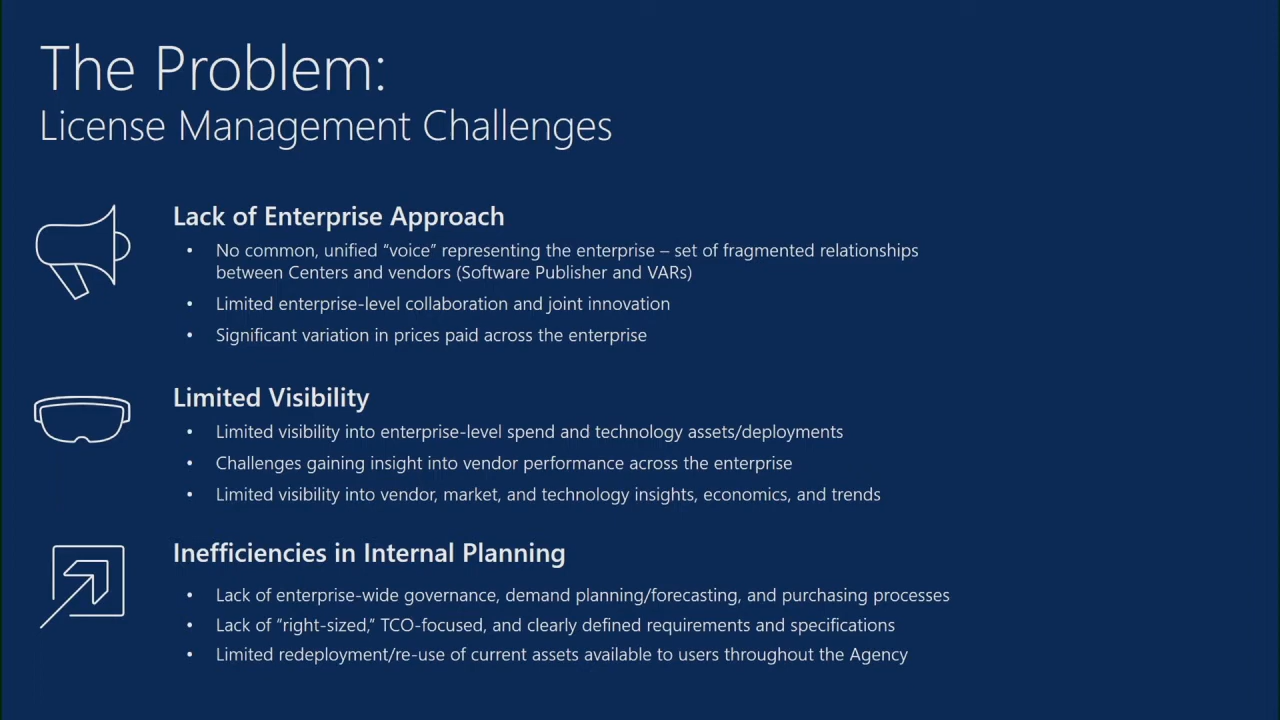 The Problem:
License Management Challenges
Lack of Enterprise Approach
• No common, unified “voice” representing the enterprise – set of fragmented relationships
between Centers and vendors (Software Publisher and VARs)
• Limited enterprise-level collaboration and joint innovation
• Significant variation in prices paid across the enterprise
Limited Visibility
• Limited visibility into enterprise-level spend and technology assets/deployments
• Challenges gaining insight into vendor performance across the enterprise
• Limited visibility into vendor, market, and technology insights, economics, and trends
Inefficiencies in Internal Planning
• Lack of enterprise-wide governance, demand planning/forecasting, and purchasing processes
• Lack of “right-sized,” TCO-focused, and clearly defined requirements and specifications
• Limited redeployment/re-use of current assets available to users throughout the Agency